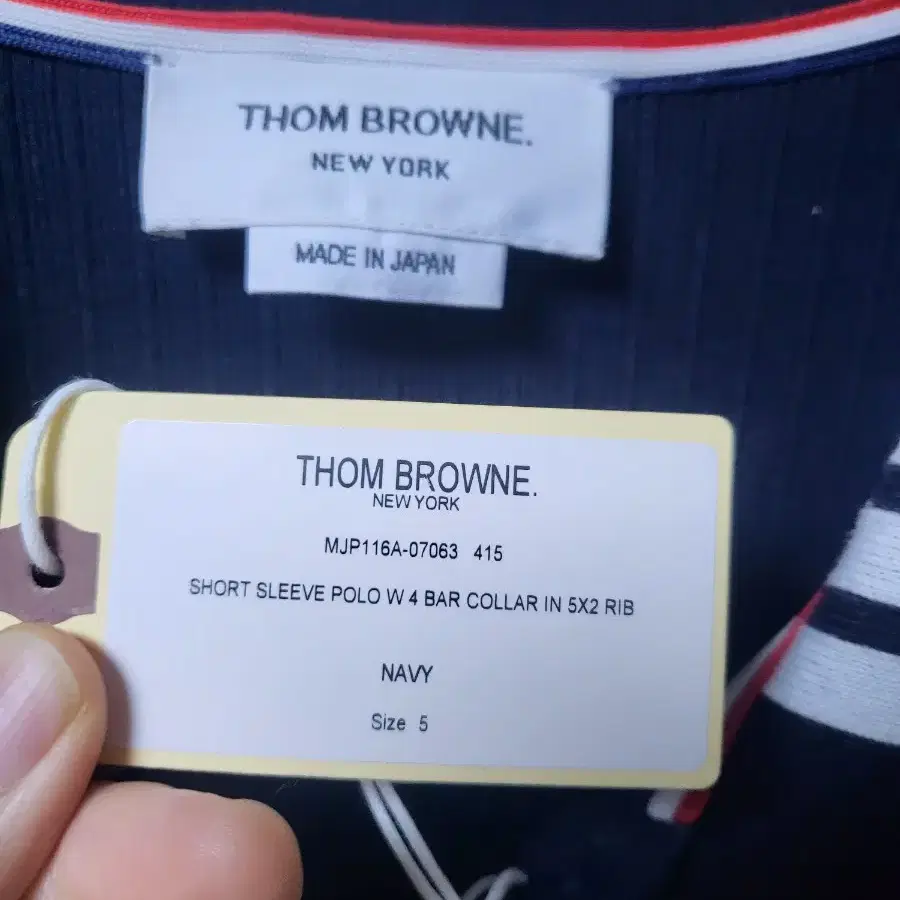 THOM BROWNE.
NEW YORK
MADE IN JAPAN
THOM BROWNE.
NEW YORK
MJP116A-07063 415
SHORT SLEEVE POLO W 4 BAR COLLAR IN 5X2 RIB
NAVY
Size 5